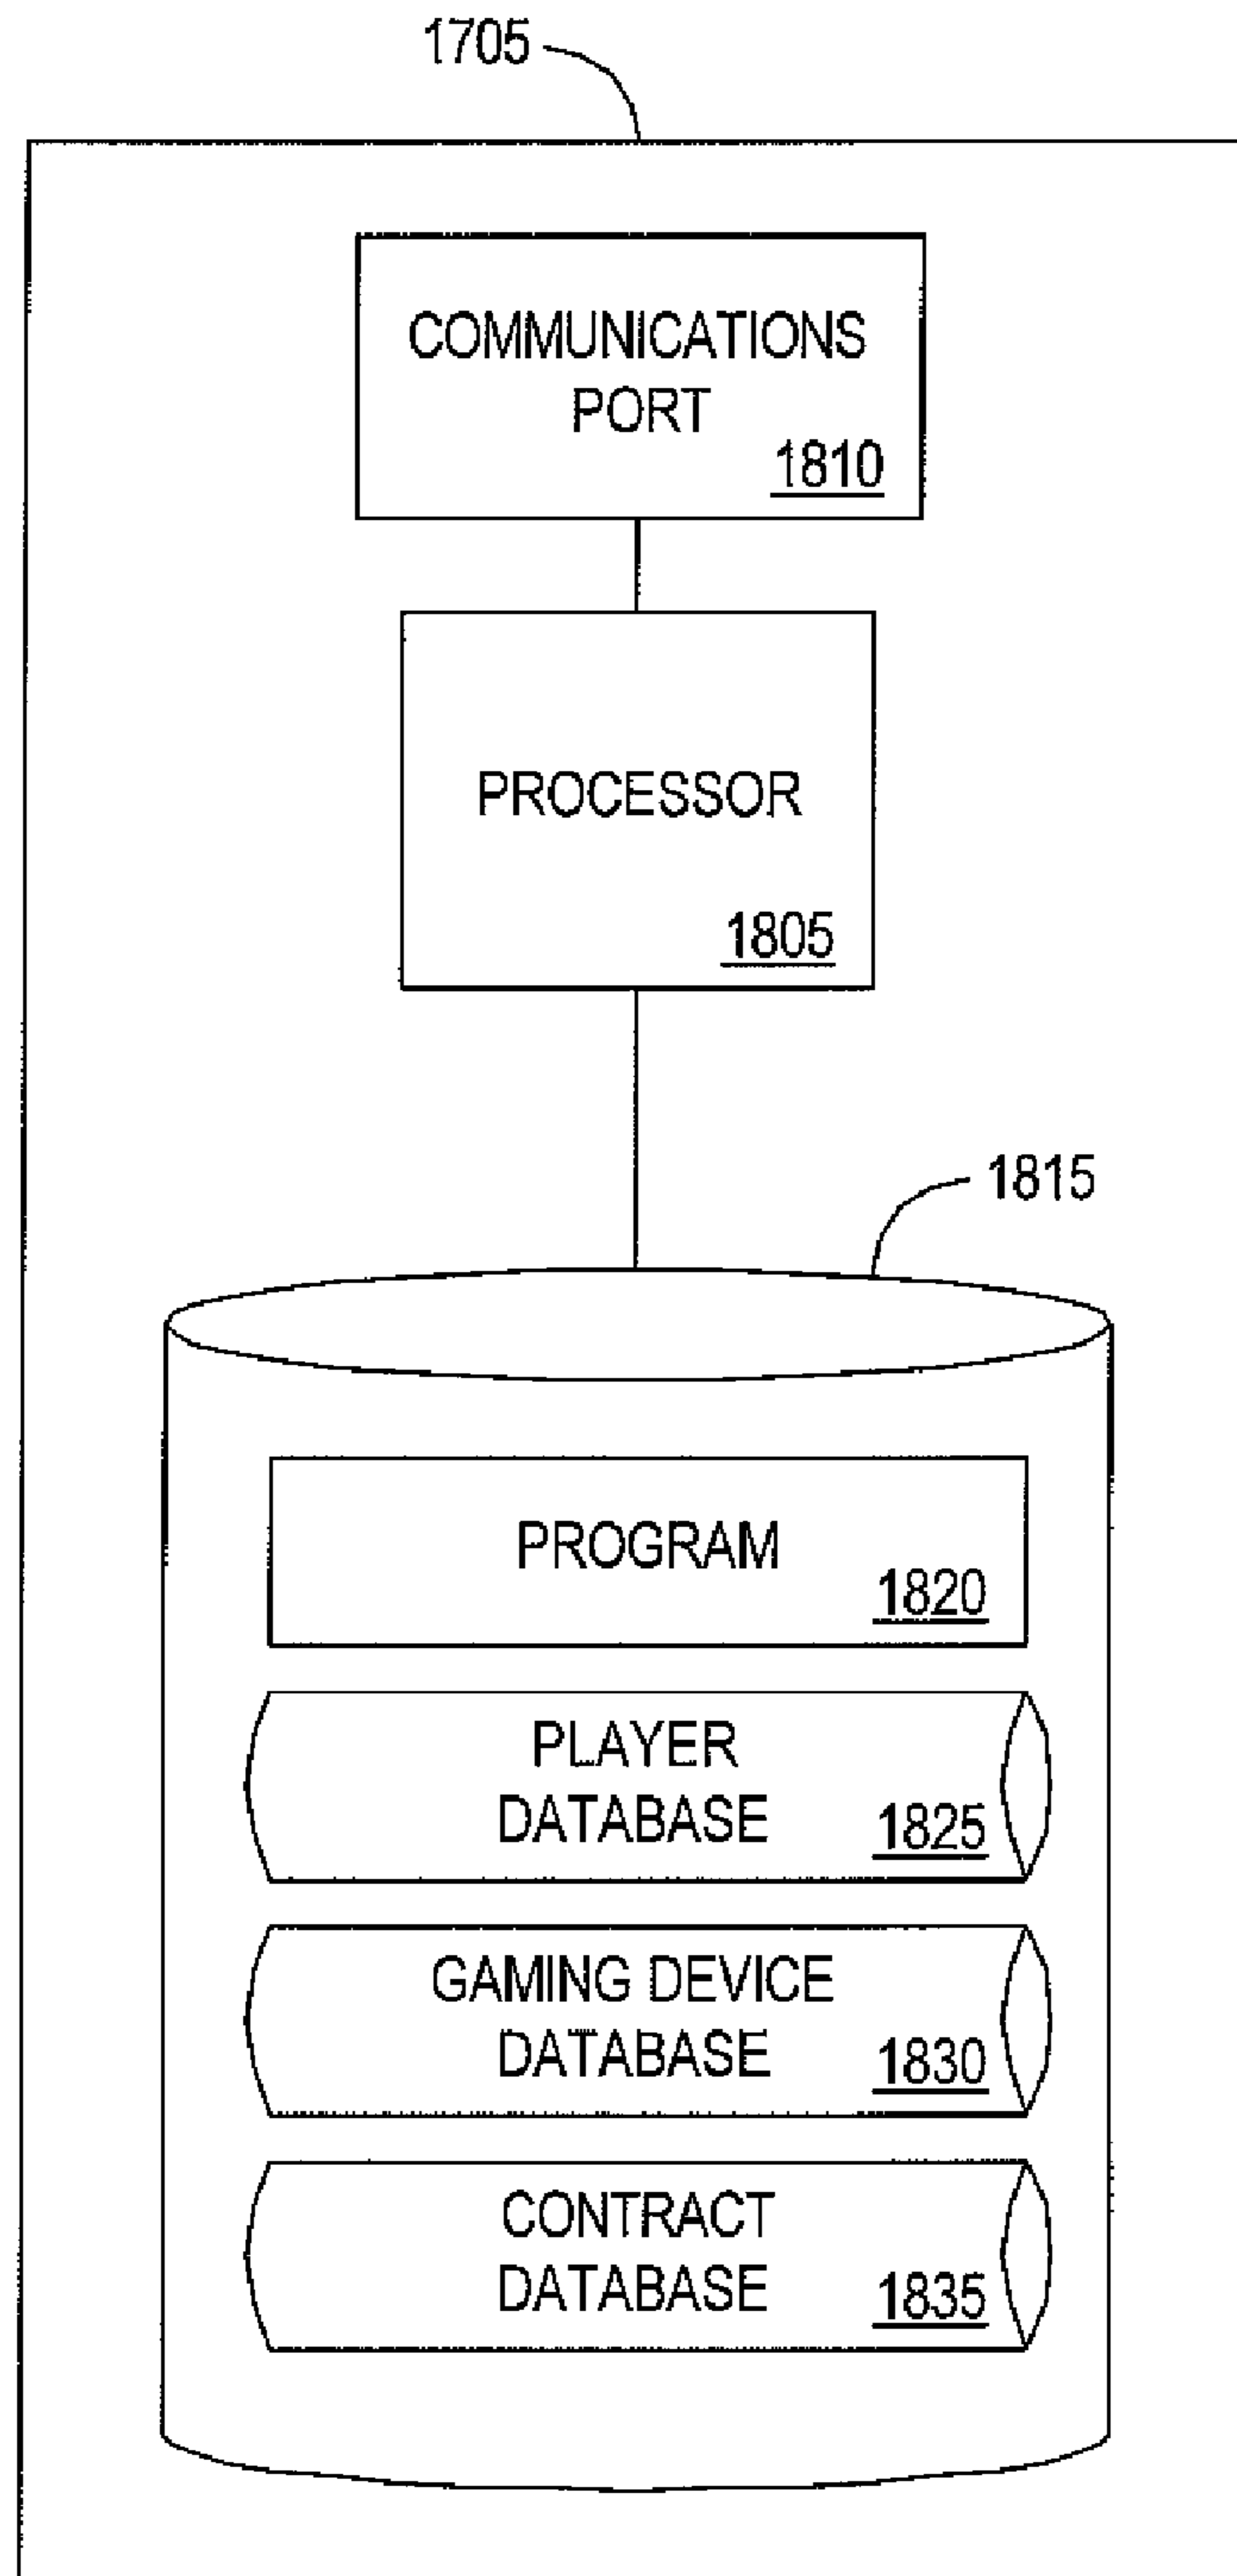 1705
COMMUNICATIONS
PORT
1810
PROCESSOR
1805
1815
PROGRAM
1820
PLAYER
DATABASE
1825
GAMING DEVICE
DATABASE
1830
CONTRACT
DATABASE
1835